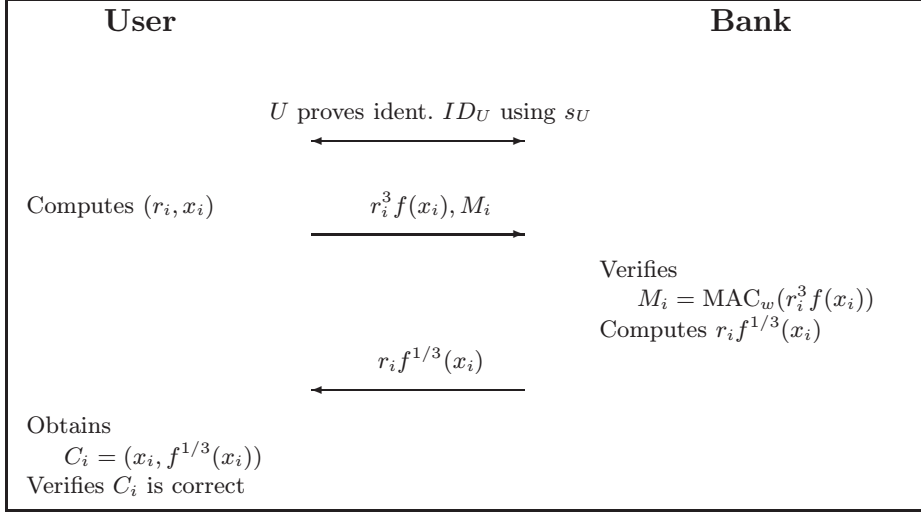 User Bank
U proves ident. ID_U using s_U
Computes (r_i, x_i) r_i^3 f(x_i), M_i
Verifies
M_i = MAC_w(r_i^3 f(x_i))
Computes r_i f^{1/3}(x_i)
r_i f^{1/3}(x_i)
Obtains
C_i = (x_i, f^{1/3}(x_i))
Verifies C_i is correct